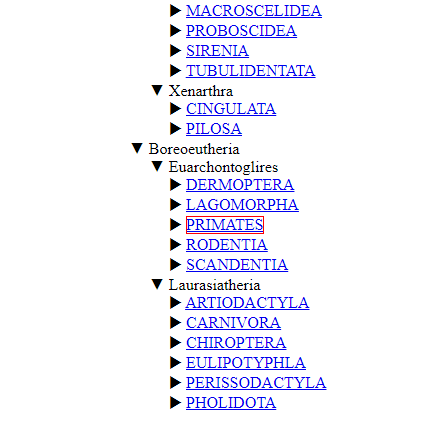 MACROSCELIDEA
PROBOSCIDEA
SIRENIA
TUBULIDENTATA
Xenarthra
CINGULATA
PILOSA
Boreoeutheria
Euarchontoglires
DERMOPTERA
LAGOMORPHA
PRIMATES
RODENTIA
SCANDENTIA
Laurasiatheria
ARTIODACTYLA
CARNIVORA
CHIROPTERA
EULIPOTYPHLA
PERISSODACTYLA
PHOLIDOTA